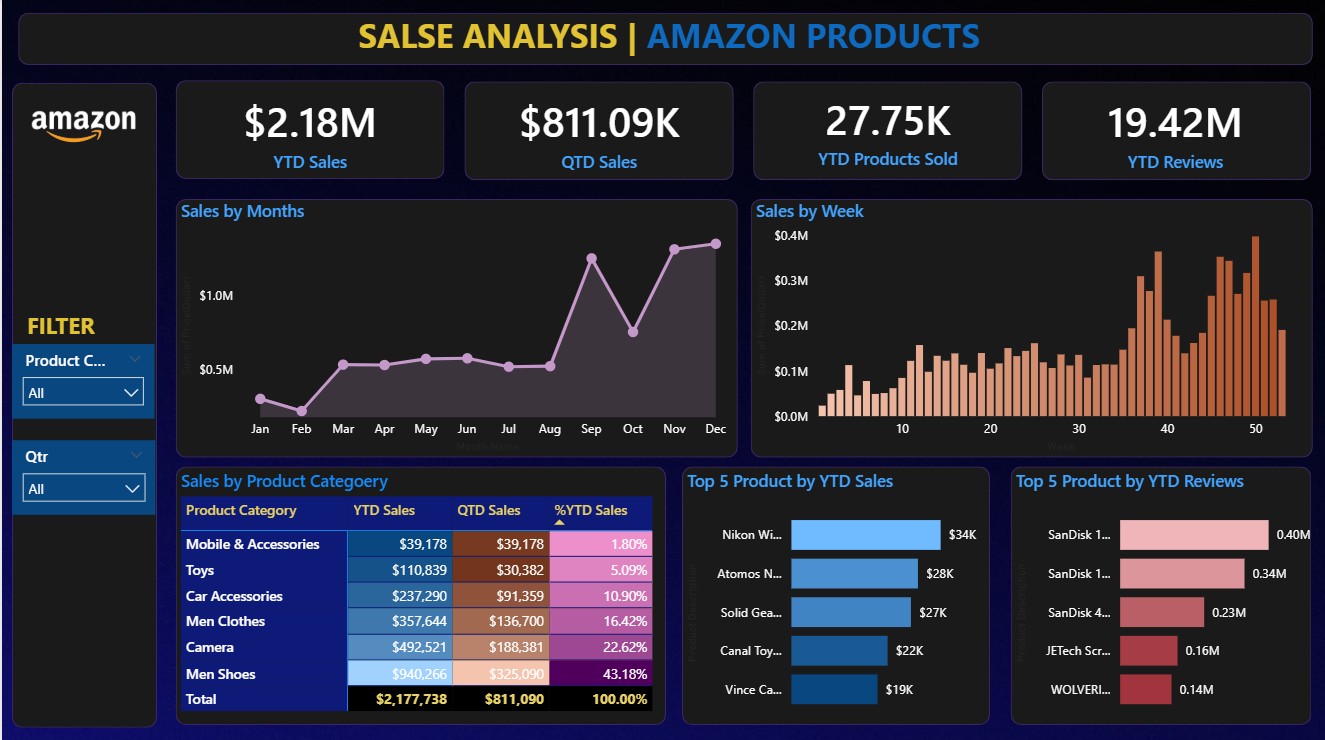 SALSE ANALYSIS | AMAZON PRODUCTS
amazon
FILTER
Product C...
All
Qtr
All
$2.18M
YTD Sales
$811.09K
QTD Sales
27.75K
YTD Products Sold
19.42M
YTD Reviews
Sales by Months
$1.0M
$0.5M
Jan Feb Mar Apr May Jun Jul Aug Sep Oct Nov Dec
Sales by Week
$0.4M
$0.3M
$0.2M
$0.1M
$0.0M
10 20 30 40 50
Sales by Product Categoery
Product Category YTD Sales QTD Sales %YTD Sales
Mobile & Accessories $39,178 $39,178 1.80%
Toys $110,839 $30,382 5.09%
Car Accessories $237,290 $91,359 10.90%
Men Clothes $357,644 $136,700 16.42%
Camera $492,521 $188,381 22.62%
Men Shoes $940,266 $325,090 43.18%
Total $2,177,738 $811,090 100.00%
Top 5 Product by YTD Sales
Nikon Wi... $34K
Atomos N... $28K
Solid Gea... $27K
Canal Toy... $22K
Vince Ca... $19K
Top 5 Product by YTD Reviews
SanDisk 1... 0.40M
SanDisk 1... 0.34M
SanDisk 4... 0.23M
JETech Scr... 0.16M
WOLVERI... 0.14M